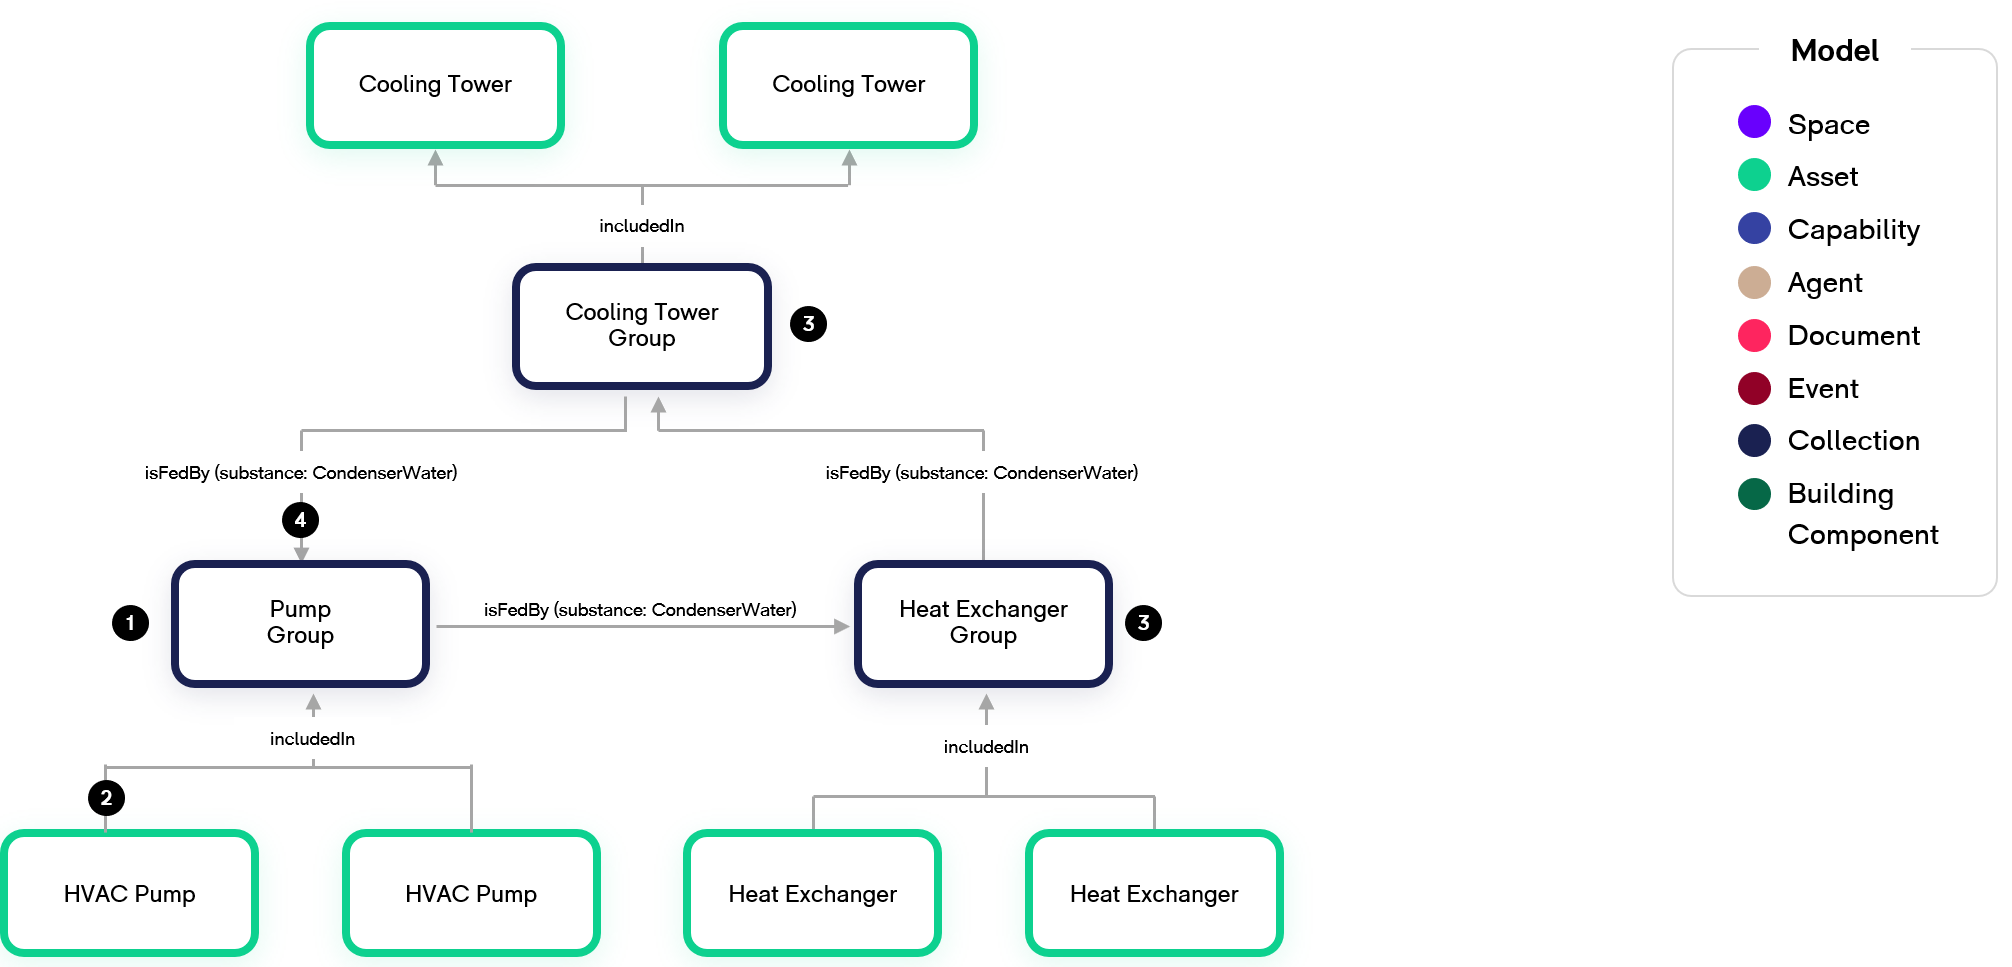 Cooling Tower
Cooling Tower
includedIn
Cooling Tower
Group
3
isFedBy (substance: CondenserWater)
isFedBy (substance: CondenserWater)
4
1
Pump
Group
isFedBy (substance: CondenserWater)
Heat Exchanger
Group
3
includedIn
includedIn
2
HVAC Pump
HVAC Pump
Heat Exchanger
Heat Exchanger
Model
Space
Asset
Capability
Agent
Document
Event
Collection
Building
Component